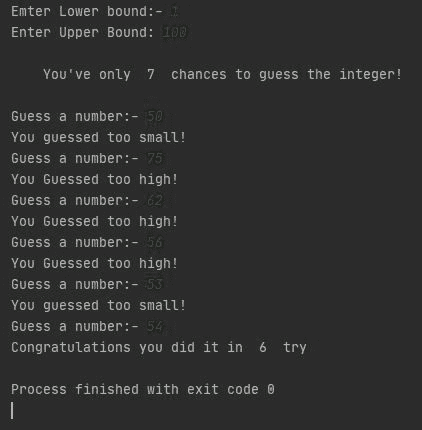 Emter Lower bound:- 1
Enter Upper Bound: 100
You've only  7  chances to guess the integer!
Guess a number:- 50
You guessed too small!
Guess a number:- 75
You Guessed too high!
Guess a number:- 62
You Guessed too high!
Guess a number:- 56
You Guessed too high!
Guess a number:- 53
You guessed too small!
Guess a number:- 54
Congratulations you did it in  6  try
Process finished with exit code 0